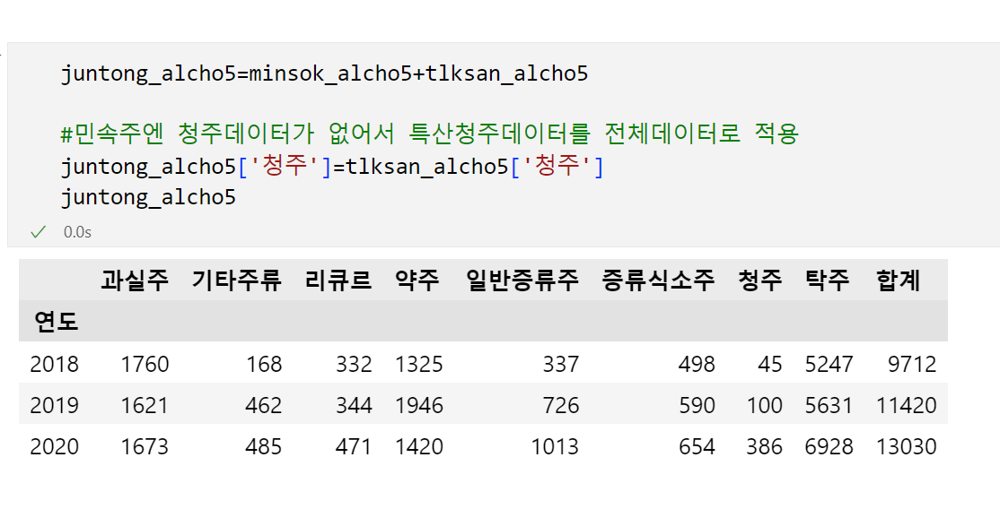 juntong_alcho5=minsok_alcho5+tlksan_alcho5
#민속주엔 청주데이터가 없어서 특산청주데이터를 전체데이터로 적용
juntong_alcho5['청주']=tlksan_alcho5['청주']
juntong_alcho5
0.0s
과실주 기타주류 리큐르 약주 일반증류주 증류식소주 청주 탁주 합계
연도
2018 1760 168 332 1325 337 498 45 5247 9712
2019 1621 462 344 1946 726 590 100 5631 11420
2020 1673 485 471 1420 1013 654 386 6928 13030